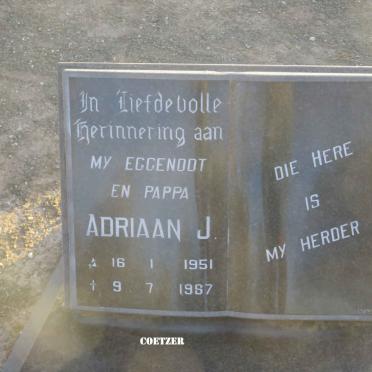 In Liefdevolle
Herinnering aan
MY EGGENOOT
EN PAPPA
ADRIAAN J.
16 1 1951
† 9 7 1987
DIE HERE
IS
MY HERDER
COETZER